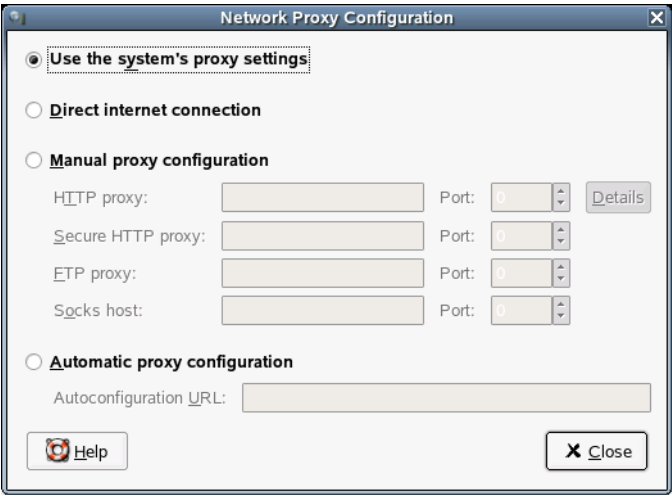 Network Proxy Configuration
Use the system's proxy settings
Direct internet connection
Manual proxy configuration
HTTP proxy: Port: 0 Details
Secure HTTP proxy: Port: 0
FTP proxy: Port: 0
Socks host: Port: 0
Automatic proxy configuration
Autoconfiguration URL:
Help Close